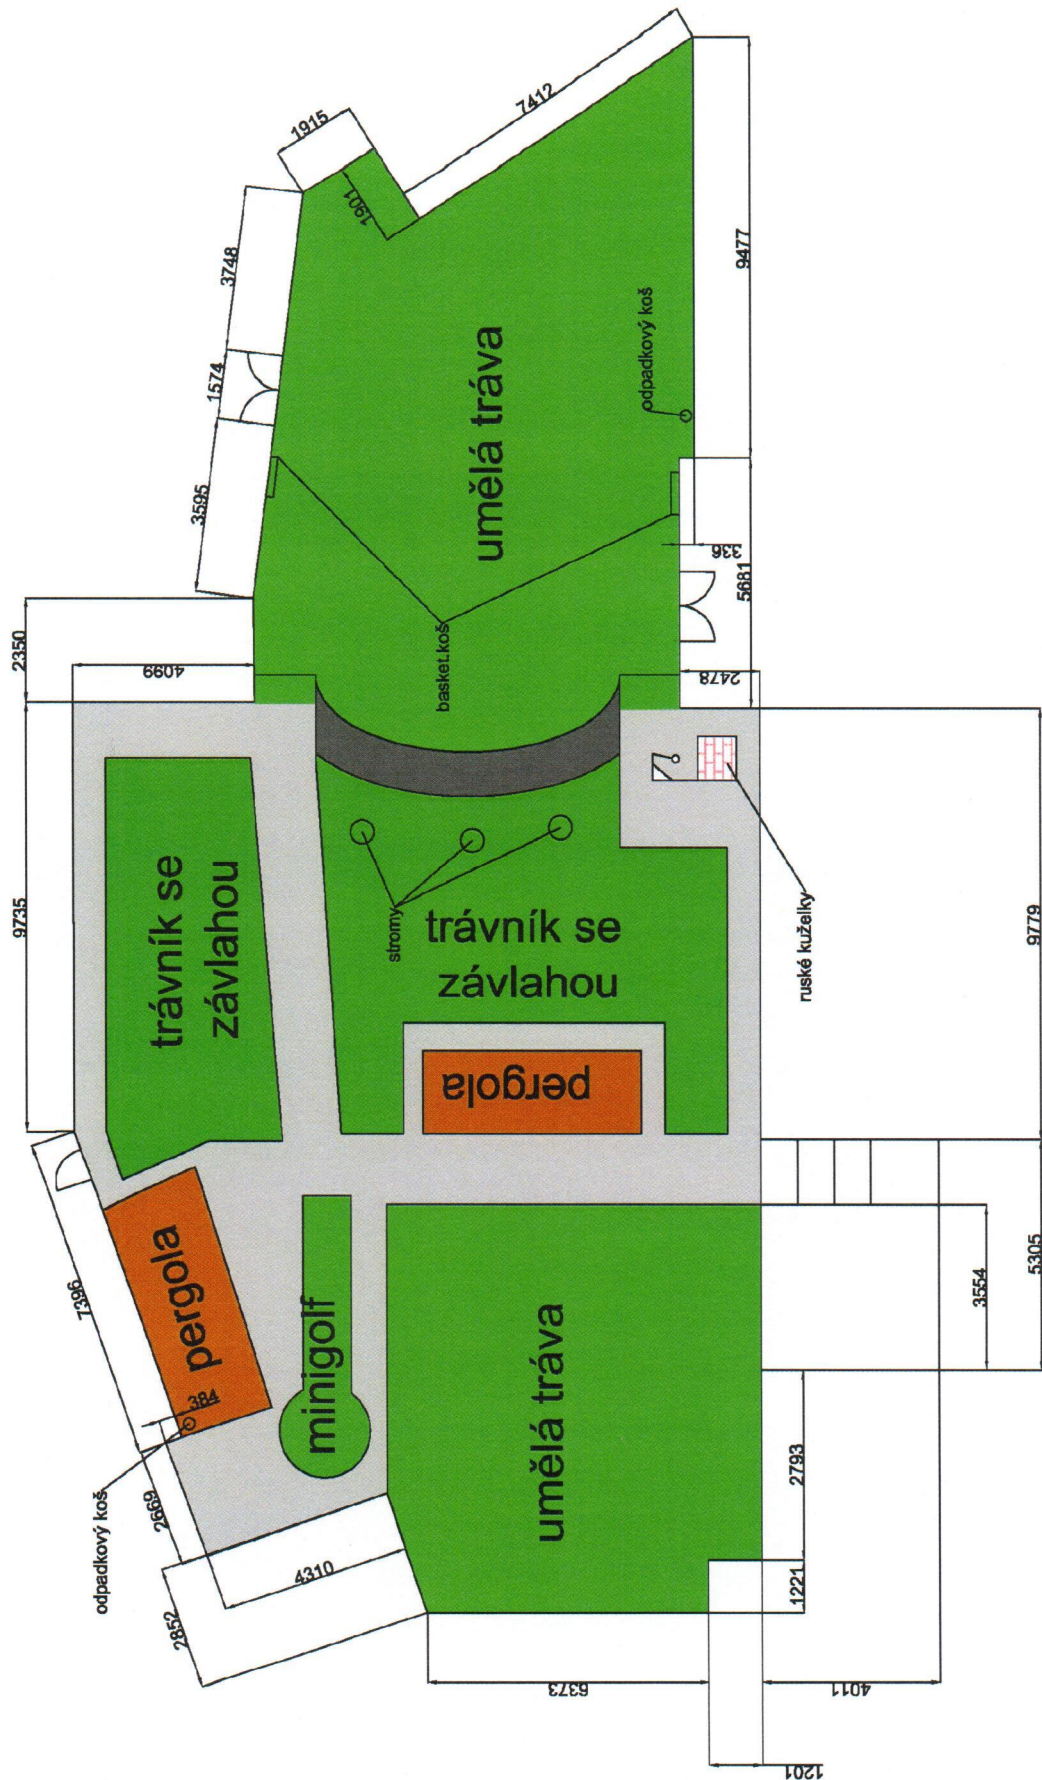 7412
1915
1901
3748
1574
3595
2350
4099
9477
odpadkový koš
umělá tráva
336
5681
basket.koš
2478
9735
trávník se
závlahou
stromy
trávník se
závlahou
ruské kuželky
9779
pergola
7396
pergola
384
odpadkový koš
2669
minigolf
umělá tráva
4310
2852
5305
3554
2793
1221
6373
4011
1201